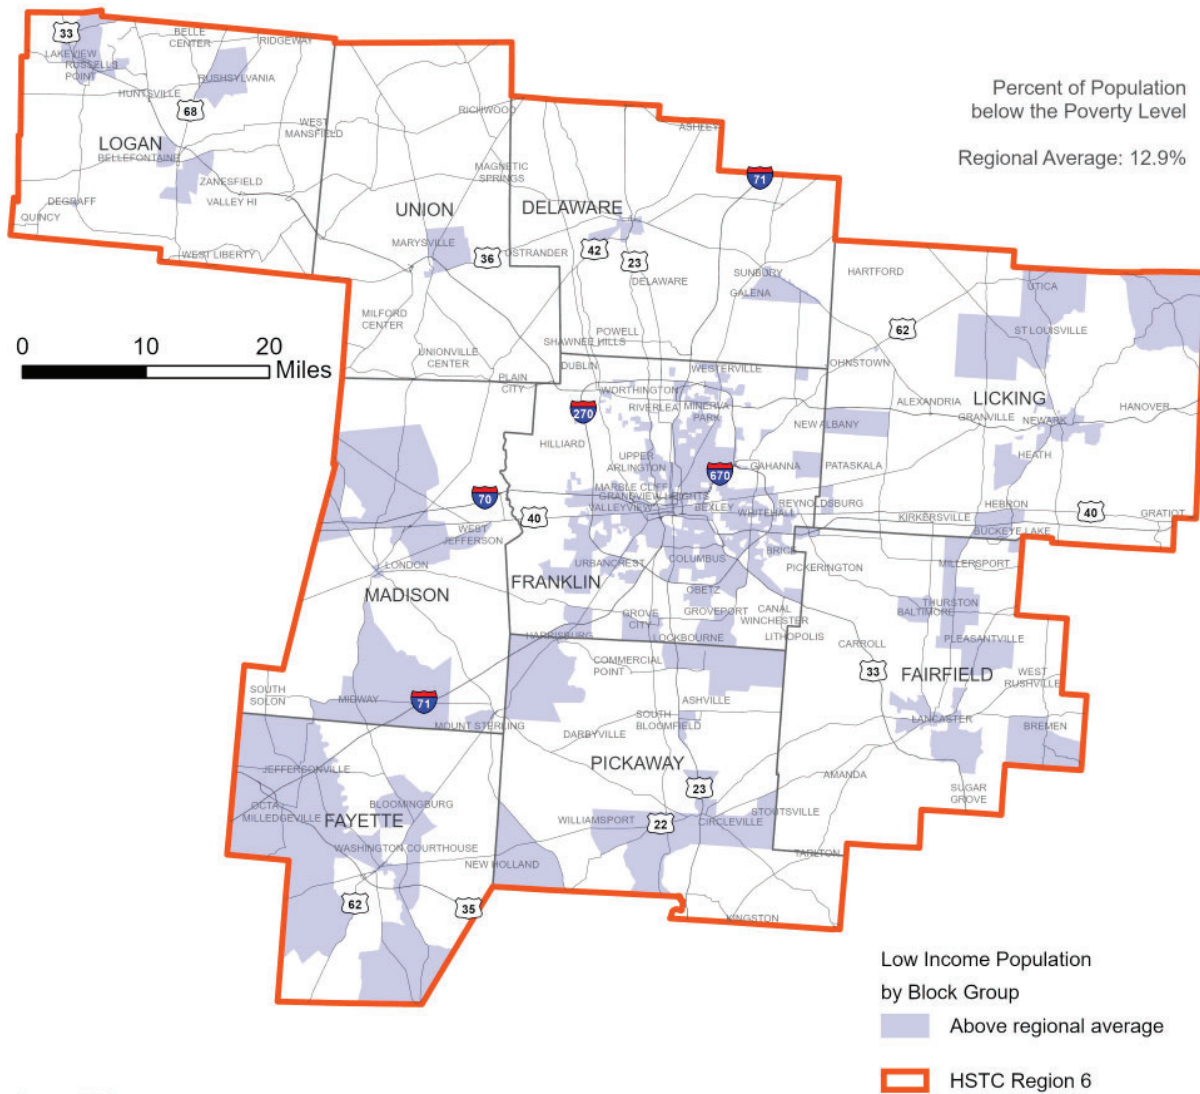 33
BELLE
CENTER
RIDGEWAY
LAKEVIEW
RUSSELLS
POINT
RUSHSYLVANIA
HUNTSVILLE
68
WEST
MANSFIELD
LOGAN
BELLEFONTAINE
ZANESFIELD
DEGRAFF
VALLEY HI
QUINCY
WEST LIBERTY
RICHWOOD
MAGNETIC
SPRINGS
UNION
MARYSVILLE
36
MILFORD
CENTER
UNIONVILLE
CENTER
PLAIN
CITY
ASHLEY
71
DELAWARE
42
23
OSTRANDER
DELAWARE
SUNBURY
GALENA
POWELL
SHAWNEE HILLS
Percent of Population
below the Poverty Level
Regional Average: 12.9%
HARTFORD
UTICA
62
ST LOUISVILLE
JOHNSTOWN
LICKING
ALEXANDRIA
HANOVER
GRANVILLE
NEWARK
HEATH
PATASKALA
HEBRON
KIRKERSVILLE
40
GRATIOT
BUCKEYE LAKE
0
10
20
Miles
DUBLIN
WESTERVILLE
WORTHINGTON
270
RIVERLEA
MINERVA
PARK
NEW ALBANY
HILLIARD
UPPER
ARLINGTON
670
GAHANNA
MARBLE CLIFF
GRANDVIEW HEIGHTS
VALLEYVIEW
BEXLEY
WHITEHALL
REYNOLDSBURG
70
40
COLUMBUS
BRICE
URBANCREST
FRANKLIN
OBETZ
GROVE
CITY
GROVEPORT
CANAL
WINCHESTER
HARRISBURG
LOCKBOURNE
LITHOPOLIS
WEST
JEFFERSON
LONDON
MADISON
SOUTH
SOLON
MIDWAY
71
MOUNT STERLING
PICKERINGTON
MILLERSPORT
THURSTON
BALTIMORE
CARROLL
PLEASANTVILLE
33
FAIRFIELD
WEST
RUSHVILLE
LANCASTER
BREMEN
AMANDA
SUGAR
GROVE
COMMERCIAL
POINT
ASHVILLE
SOUTH
BLOOMFIELD
DARBYVILLE
PICKAWAY
23
STOUTSVILLE
WILLIAMSPORT
22
CIRCLEVILLE
TARLTON
NEW HOLLAND
KINGSTON
JEFFERSONVILLE
OCTA
BLOOMINGBURG
MILLEDGEVILLE
FAYETTE
WASHINGTON COURTHOUSE
62
35
Low Income Population
by Block Group
Above regional average
HSTC Region 6